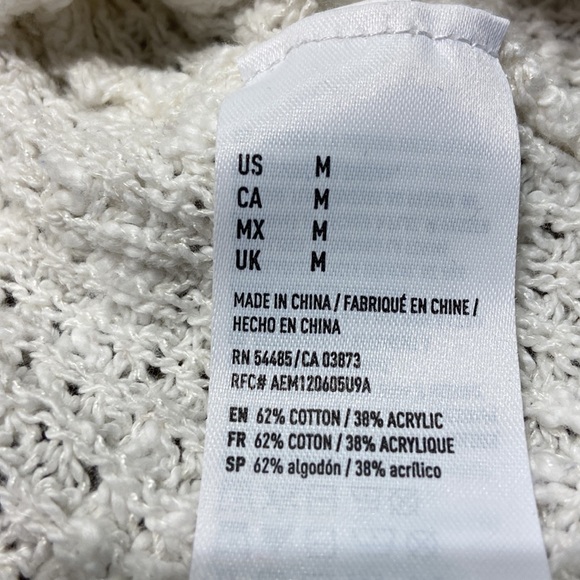 US M
CA M
MX M
UK M
MADE IN CHINA / FABRIQUÉ EN CHINE /
HECHO EN CHINA
RN 54485 / CA 03873
RFC# AEM120605U9A
EN 62% COTTON / 38% ACRYLIC
FR 62% COTON / 38% ACRYLIQUE
SP 62% algodón / 38% acrílico